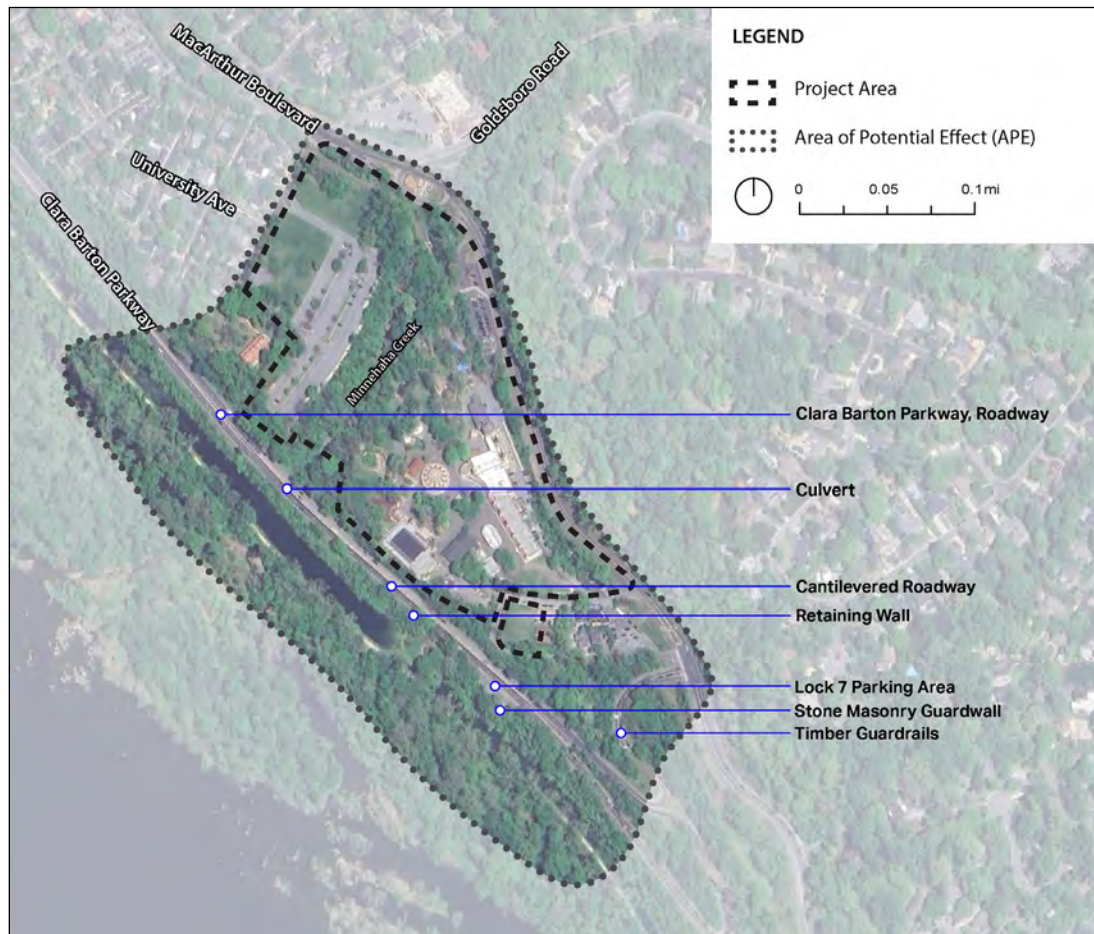 LEGEND
Project Area
Area of Potential Effect (APE)
0 0.05 0.1 mi
MacArthur Boulevard
Goldsboro Road
University Ave
Clara Barton Parkway
Minnehaha Creek
Clara Barton Parkway, Roadway
Culvert
Cantilevered Roadway
Retaining Wall
Lock 7 Parking Area
Stone Masonry Guardwall
Timber Guardrails